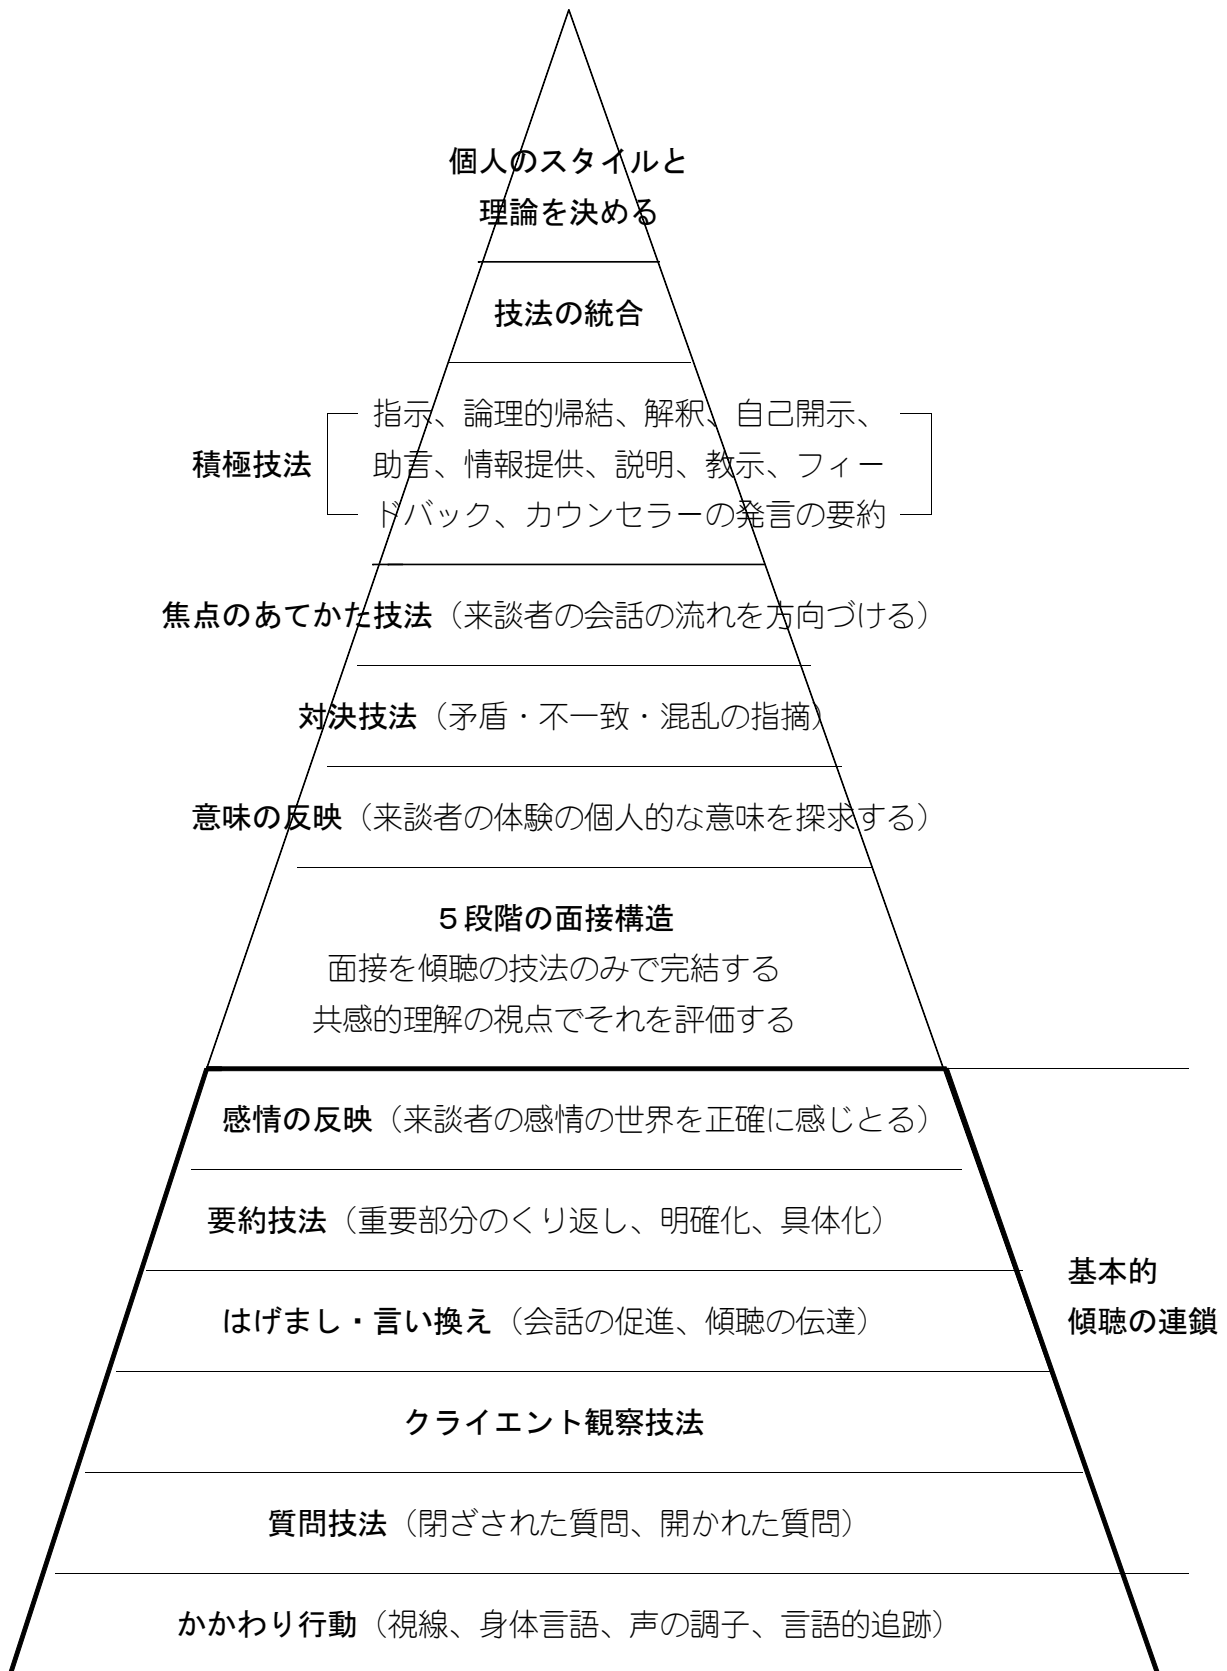 個人のスタイルと
理論を決める
技法の統合
積極技法
指示、論理的帰結、解釈、自己開示、
助言、情報提供、説明、教示、フィー
ドバック、カウンセラーの発言の要約
焦点のあてかた技法（来談者の会話の流れを方向づける）
対決技法（矛盾・不一致・混乱の指摘）
意味の反映（来談者の体験の個人的な意味を探求する）
５段階の面接構造
面接を傾聴の技法のみで完結する
共感的理解の視点でそれを評価する
感情の反映（来談者の感情の世界を正確に感じとる）
要約技法（重要部分のくり返し、明確化、具体化）
はげまし・言い換え（会話の促進、傾聴の伝達）
クライエント観察技法
質問技法（閉ざされた質問、開かれた質問）
かかわり行動（視線、身体言語、声の調子、言語的追跡）
基本的
傾聴の連鎖